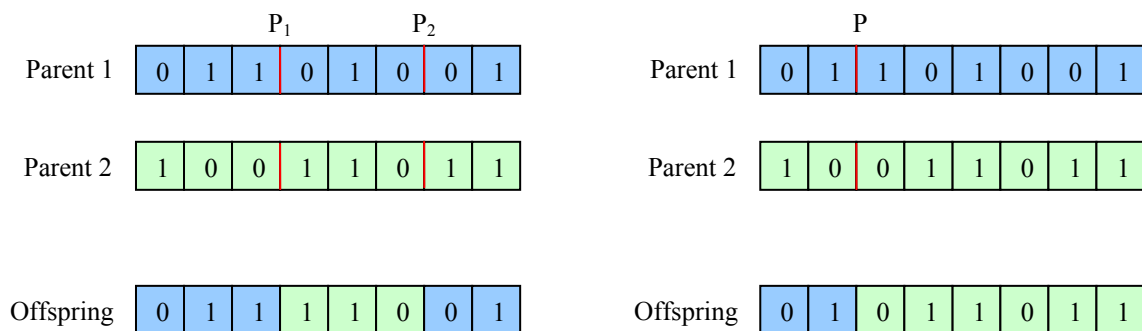 P₁ P₂
Parent 1 0 1 1 0 1 0 0 1
Parent 2 1 0 0 1 1 0 1 1
Offspring 0 1 1 1 1 0 0 1
P
Parent 1 0 1 1 0 1 0 0 1
Parent 2 1 0 0 1 1 0 1 1
Offspring 0 1 0 1 1 0 1 1